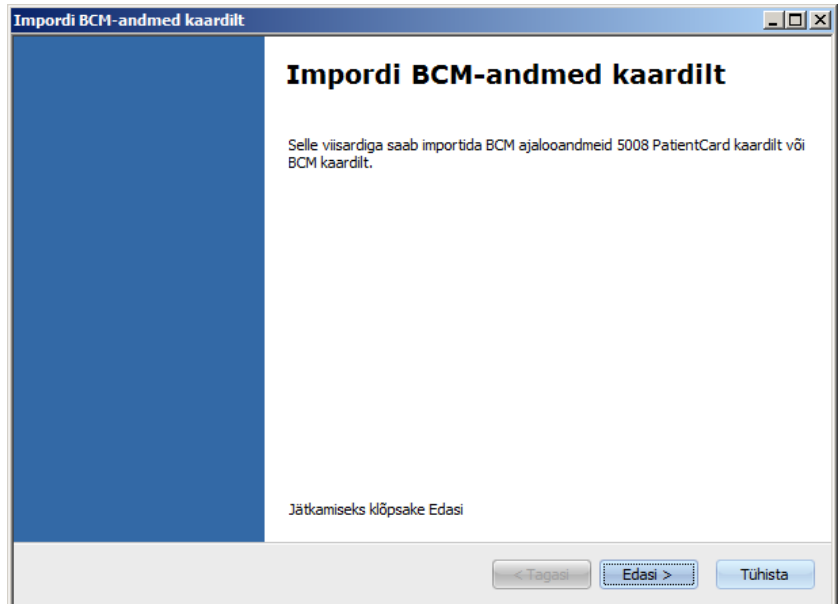 Impordi BCM-andmed kaardilt
Impordi BCM-andmed kaardilt
Selle viisardiga saab importida BCM ajalooandmeid 5008 PatientCard kaardilt või
BCM kaardilt.
Jätkamiseks klõpsake Edasi
< Tagasi
Edasi >
Tühista